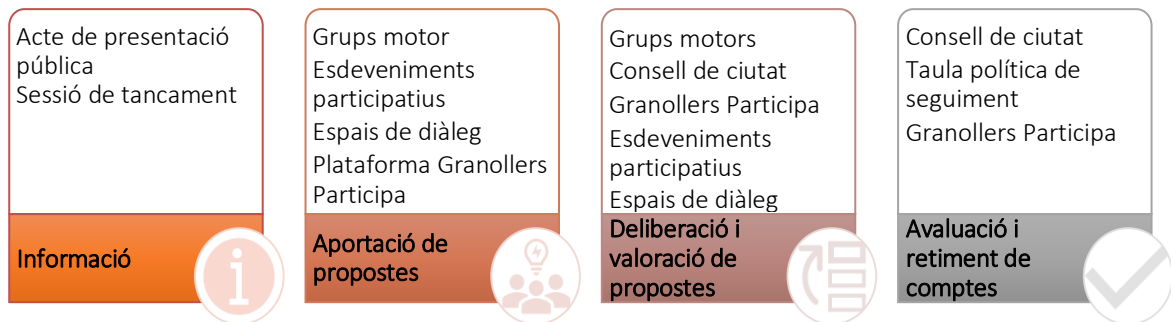 Acte de presentació
pública
Sessió de tancament
Informació
Grups motor
Esdeveniments
participatius
Espais de diàleg
Plataforma Granollers
Participa
Aportació de
propostes
Grups motors
Consell de ciutat
Granollers Participa
Esdeveniments
participatius
Espais de diàleg
Deliberació i
valoració de
propostes
Consell de ciutat
Taula política de
seguiment
Granollers Participa
Avaluació i
retiment de
comptes